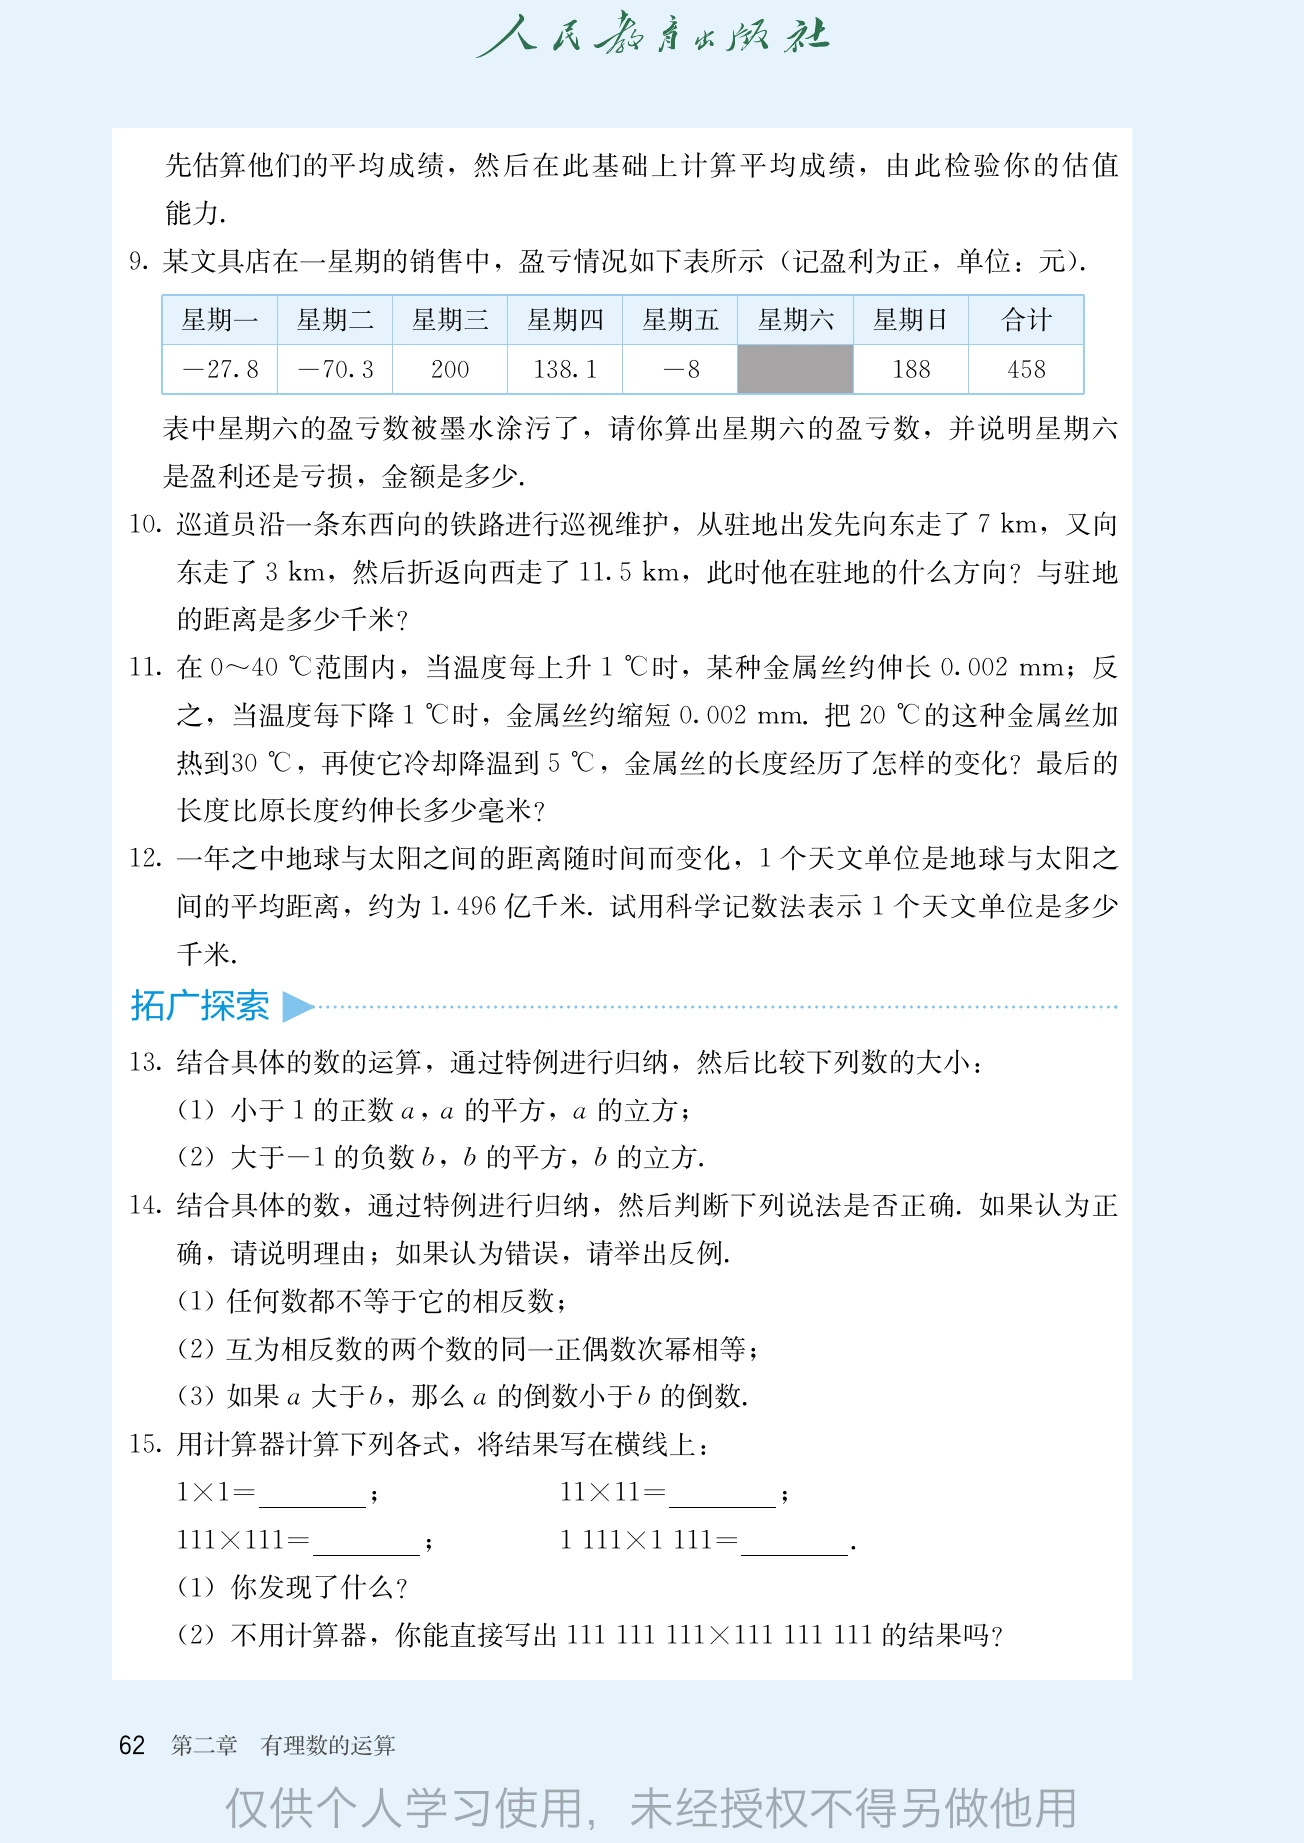 人民教育出版社
先估算他们的平均成绩，然后在此基础上计算平均成绩，由此检验你的估值
能力.
9. 某文具店在一星期的销售中，盈亏情况如下表所示（记盈利为正，单位：元）.
星期一 星期二 星期三 星期四 星期五 星期六 星期日 合计
－27.8 －70.3 200 138.1 －8 188 458
表中星期六的盈亏数被墨水涂污了，请你算出星期六的盈亏数，并说明星期六
是盈利还是亏损，金额是多少.
10. 巡道员沿一条东西向的铁路进行巡视维护，从驻地出发先向东走了 7 km，又向
东走了 3 km，然后折返向西走了 11.5 km，此时他在驻地的什么方向？与驻地
的距离是多少千米？
11. 在 0～40 ℃范围内，当温度每上升 1 ℃时，某种金属丝约伸长 0.002 mm；反
之，当温度每下降 1 ℃时，金属丝约缩短 0.002 mm. 把 20 ℃的这种金属丝加
热到30 ℃，再使它冷却降温到 5 ℃，金属丝的长度经历了怎样的变化？最后的
长度比原长度约伸长多少毫米？
12. 一年之中地球与太阳之间的距离随时间而变化，1 个天文单位是地球与太阳之
间的平均距离，约为 1.496 亿千米. 试用科学记数法表示 1 个天文单位是多少
千米.
拓广探索
13. 结合具体的数的运算，通过特例进行归纳，然后比较下列数的大小：
（1）小于 1 的正数 a，a 的平方，a 的立方；
（2）大于－1 的负数 b，b 的平方，b 的立方.
14. 结合具体的数，通过特例进行归纳，然后判断下列说法是否正确. 如果认为正
确，请说明理由；如果认为错误，请举出反例.
（1）任何数都不等于它的相反数；
（2）互为相反数的两个数的同一正偶数次幂相等；
（3）如果 a 大于 b，那么 a 的倒数小于 b 的倒数.
15. 用计算器计算下列各式，将结果写在横线上：
1×1＝________； 11×11＝________；
111×111＝________； 1 111×1 111＝________.
（1）你发现了什么？
（2）不用计算器，你能直接写出 111 111 111×111 111 111 的结果吗？
62 第二章 有理数的运算
仅供个人学习使用，未经授权不得另做他用